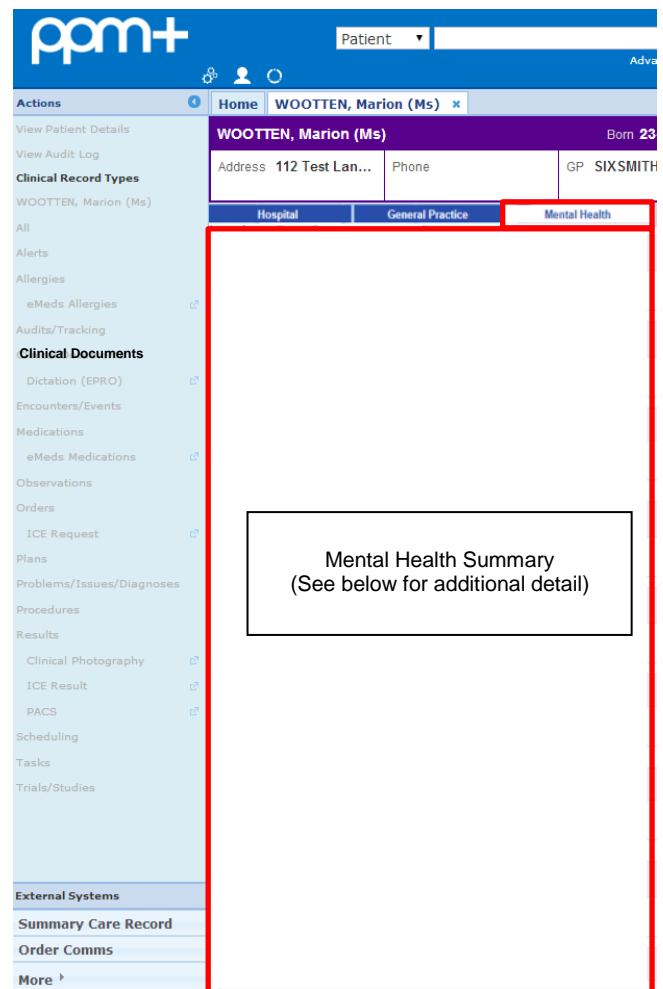 ppm+
Patient
Adva
Actions
Home WOOTTEN, Marion (Ms) ×
View Patient Details
View Audit Log
Clinical Record Types
WOOTTEN, Marion (Ms)
All
Alerts
Allergies
eMeds Allergies
Audits/Tracking
Clinical Documents
Dictation (EPRO)
Encounters/Events
Medications
eMeds Medications
Observations
Orders
ICE Request
Plans
Problems/Issues/Diagnoses
Procedures
Results
Clinical Photography
ICE Result
PACS
Scheduling
Tasks
Trials/Studies
External Systems
Summary Care Record
Order Comms
More
WOOTTEN, Marion (Ms) Born 23
Address 112 Test Lan... Phone GP SIXSMITH
Hospital General Practice Mental Health
Mental Health Summary
(See below for additional detail)